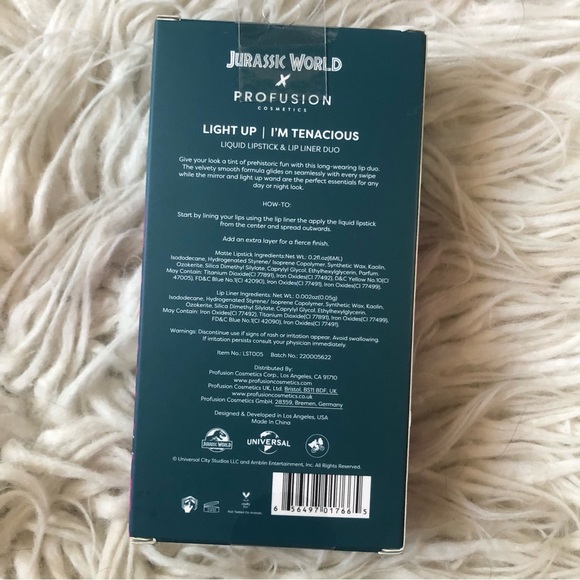 JURASSIC WORLD
X
PROFUSION
COSMETICS
LIGHT UP | I'M TENACIOUS
LIQUID LIPSTICK & LIP LINER DUO
Give your look a tint of prehistoric fun with this long-wearing lip duo.
The velvety smooth formula glides on seamlessly with every swipe
while the mirror and light up wand are the perfect essentials for any
day or night look.
HOW-TO:
Start by lining your lips using the lip liner the apply the liquid lipstick
from the center and spread outwards.
Add an extra layer for a fierce finish.
Matte Lipstick Ingredients:Net Wt.: 0.2fl.oz(6ML)
Isododecane, Hydrogenated Styrene/ Isoprene Copolymer, Synthetic Wax, Kaolin,
Ozokerite, Silica Dimethyl Silylate, Caprylyl Glycol, Ethylhexylglycerin, Parfum.
May Contain: Titanium Dioxide(CI 77891), Iron Oxides(CI 77492), D&C Yellow No.10(CI
47005), FD&C Blue No.1(CI 42090), Iron Oxides(CI 77491), Iron Oxides(CI 77499).
Lip Liner Ingredients: Net Wt.: 0.002oz(0.05g)
Isododecane, Hydrogenated Styrene/ Isoprene Copolymer, Synthetic Wax, Kaolin,
Ozokerite, Silica Dimethyl Silylate, Caprylyl Glycol, Ethylhexylglycerin.
May Contain: Iron Oxides(CI 77492), Titanium Dioxide(CI 77891), Iron Oxides(CI 77499),
FD&C Blue No.1(CI 42090), Iron Oxides(CI 77491).
Warnings: Discontinue use if signs of rash or irritation appear. Avoid swallowing.
If irritation persists consult your physician immediately.
Item No.: LST005 Batch No.: 220005622
Distributed By:
Profusion Cosmetics Corp., Los Angeles, CA 91710
www.profusioncosmetics.com
Profusion Cosmetics UK, Ltd. Bristol, BS11 8DF, UK.
www.profusioncosmetics.co.uk
Profusion Cosmetics GmbH. 28359, Bremen, Germany
Designed & Developed in Los Angeles, USA
Made In China
JURASSIC WORLD
UNIVERSAL
© Universal City Studios LLC and Amblin Entertainment, Inc. All Rights Reserved.
Not Tested On Animals
6 56497 01766 5